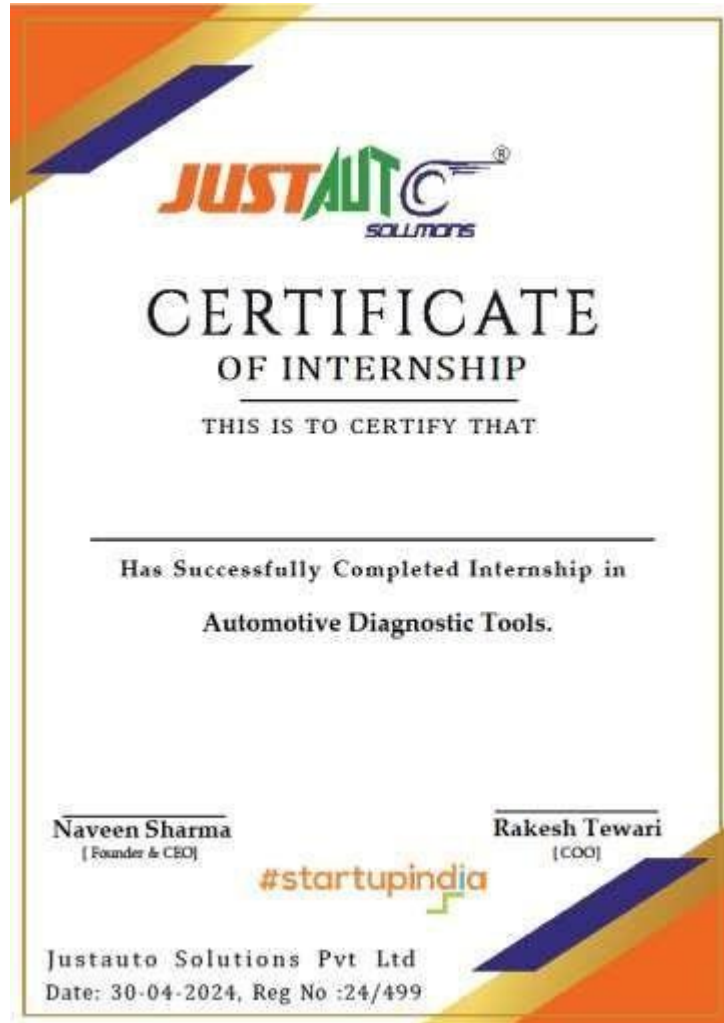 JUSTAUTO ®
SOLUTIONS
CERTIFICATE
OF INTERNSHIP
THIS IS TO CERTIFY THAT
Has Successfully Completed Internship in
Automotive Diagnostic Tools.
Naveen Sharma
[ Founder & CEO]
Rakesh Tewari
[COO]
#startupindia
Justauto Solutions Pvt Ltd
Date: 30-04-2024, Reg No :24/499